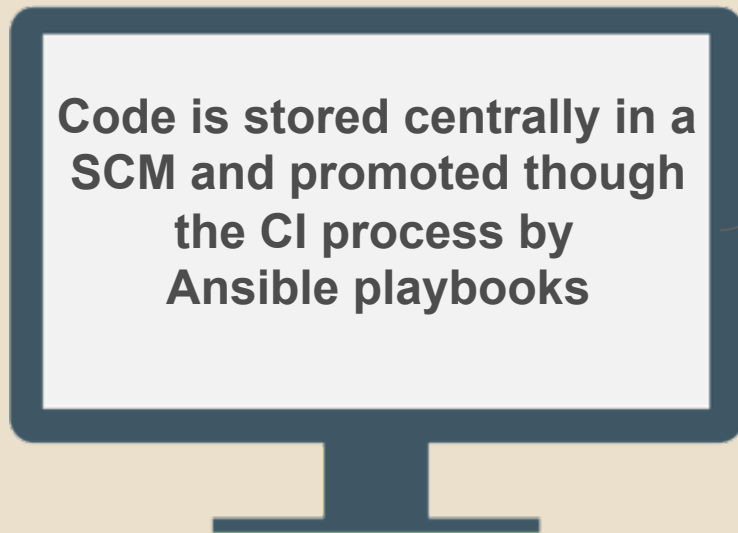 Code is stored centrally in a
SCM and promoted though
the CI process by
Ansible playbooks